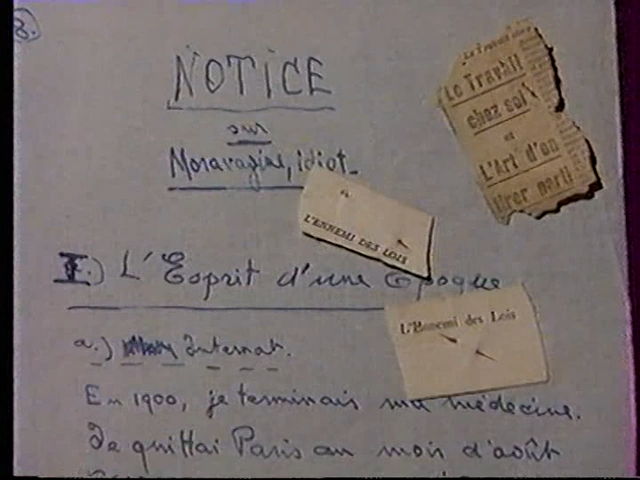 8.
NOTICE
sur
Moravagine, idiot.
Le Travail
chez soi
et
L'Art d'en
tirer parti
L'ENNEMI DES LOIS
I.) L'Esprit d'une Epoque
L'Ennemi des Lois
a.) Internat.
En 1900, je terminais ma médecine.
Je quittai Paris au mois d'août